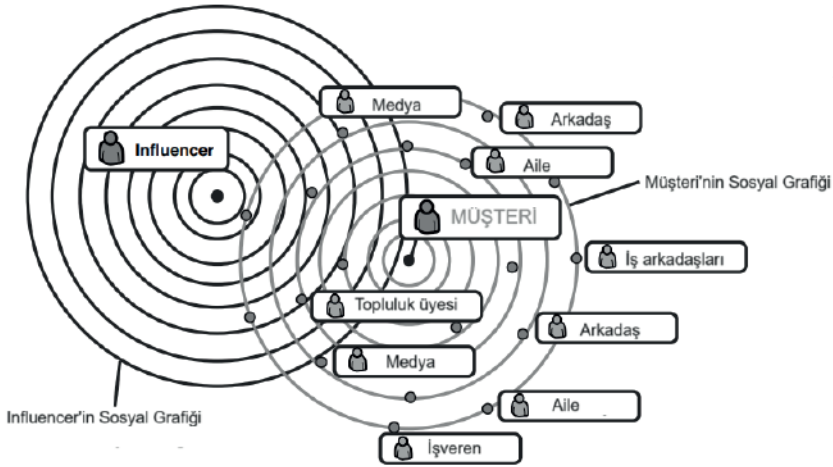 Medya
Arkadaş
Influencer
Aile
Müşteri'nin Sosyal Grafiği
MÜŞTERİ
İş arkadaşları
Topluluk üyesi
Arkadaş
Medya
Aile
Influencer'in Sosyal Grafiği
İşveren